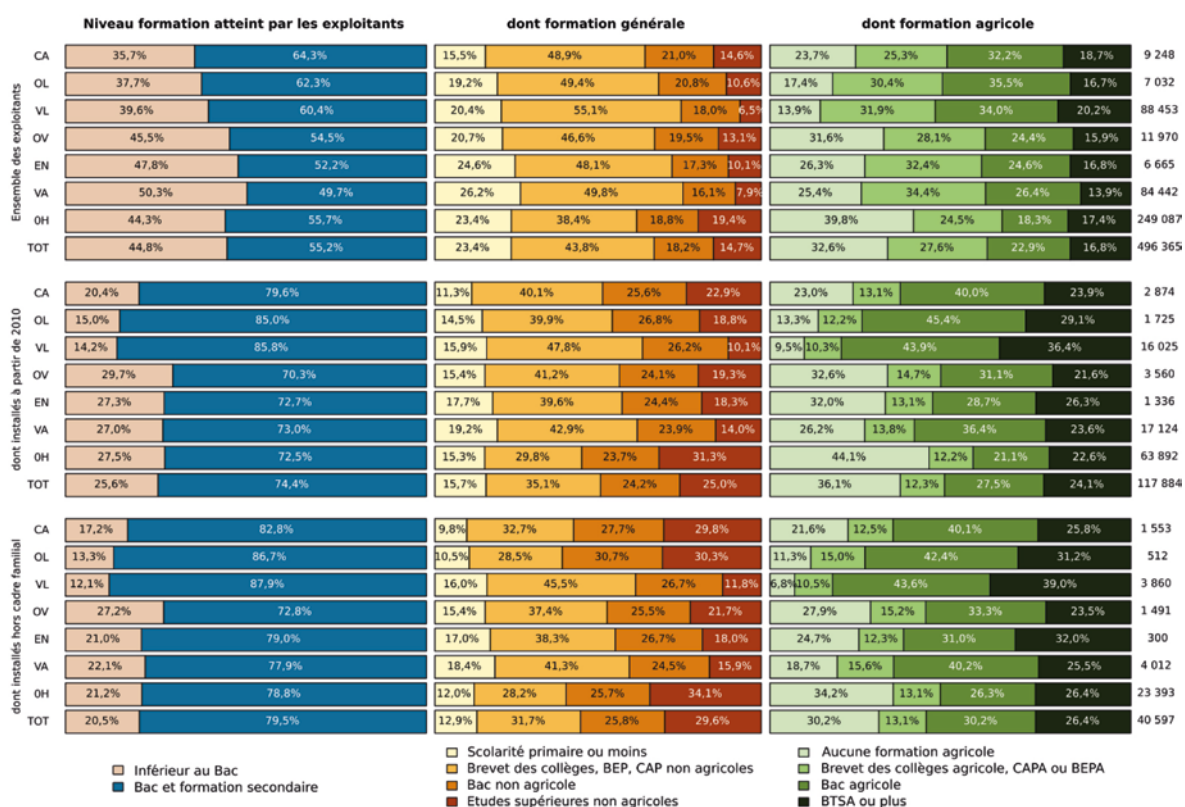 Niveau formation atteint par les exploitants dont formation générale dont formation agricole
Ensemble des exploitants
CA 35,7% 64,3% 15,5% 48,9% 21,0% 14,6% 23,7% 25,3% 32,2% 18,7% 9 248
OL 37,7% 62,3% 19,2% 49,4% 20,8% 10,6% 17,4% 30,4% 35,5% 16,7% 7 032
VL 39,6% 60,4% 20,4% 55,1% 18,0% 6,5% 13,9% 31,9% 34,0% 20,2% 88 453
OV 45,5% 54,5% 20,7% 46,6% 19,5% 13,1% 31,6% 28,1% 24,4% 15,9% 11 970
EN 47,8% 52,2% 24,6% 48,1% 17,3% 10,1% 26,3% 32,4% 24,6% 16,8% 6 665
VA 50,3% 49,7% 26,2% 49,8% 16,1% 7,9% 25,4% 34,4% 26,4% 13,9% 84 442
0H 44,3% 55,7% 23,4% 38,4% 18,8% 19,4% 39,8% 24,5% 18,3% 17,4% 249 087
TOT 44,8% 55,2% 23,4% 43,8% 18,2% 14,7% 32,6% 27,6% 22,9% 16,8% 496 365
dont installés à partir de 2010
CA 20,4% 79,6% 11,3% 40,1% 25,6% 22,9% 23,0% 13,1% 40,0% 23,9% 2 874
OL 15,0% 85,0% 14,5% 39,9% 26,8% 18,8% 13,3% 12,2% 45,4% 29,1% 1 725
VL 14,2% 85,8% 15,9% 47,8% 26,2% 10,1% 9,5% 10,3% 43,9% 36,4% 16 025
OV 29,7% 70,3% 15,4% 41,2% 24,1% 19,3% 32,6% 14,7% 31,1% 21,6% 3 560
EN 27,3% 72,7% 17,7% 39,6% 24,4% 18,3% 32,0% 13,1% 28,7% 26,3% 1 336
VA 27,0% 73,0% 19,2% 42,9% 23,9% 14,0% 26,2% 13,8% 36,4% 23,6% 17 124
0H 27,5% 72,5% 15,3% 29,8% 23,7% 31,3% 44,1% 12,2% 21,1% 22,6% 63 892
TOT 25,6% 74,4% 15,7% 35,1% 24,2% 25,0% 36,1% 12,3% 27,5% 24,1% 117 884
dont installés hors cadre familial
CA 17,2% 82,8% 9,8% 32,7% 27,7% 29,8% 21,6% 12,5% 40,1% 25,8% 1 553
OL 13,3% 86,7% 10,5% 28,5% 30,7% 30,3% 11,3% 15,0% 42,4% 31,2% 512
VL 12,1% 87,9% 16,0% 45,5% 26,7% 11,8% 6,8% 10,5% 43,6% 39,0% 3 860
OV 27,2% 72,8% 15,4% 37,4% 25,5% 21,7% 27,9% 15,2% 33,3% 23,5% 1 491
EN 21,0% 79,0% 17,0% 38,3% 26,7% 18,0% 24,7% 12,3% 31,0% 32,0% 300
VA 22,1% 77,9% 18,4% 41,3% 24,5% 15,9% 18,7% 15,6% 40,2% 25,5% 4 012
0H 21,2% 78,8% 12,0% 28,2% 25,7% 34,1% 34,2% 13,1% 26,3% 26,4% 23 393
TOT 20,5% 79,5% 12,9% 31,7% 25,8% 29,6% 30,2% 13,1% 30,2% 26,4% 40 597
Inférieur au Bac
Bac et formation secondaire
Scolarité primaire ou moins
Brevet des collèges, BEP, CAP non agricoles
Bac non agricole
Etudes supérieures non agricoles
Aucune formation agricole
Brevet des collèges agricole, CAPA ou BEPA
Bac agricole
BTSA ou plus